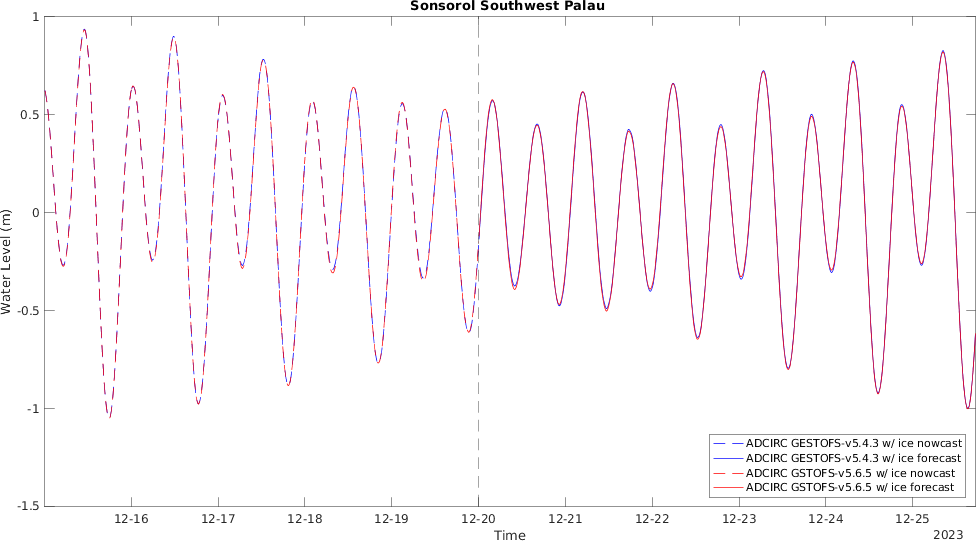 Sonsorol Southwest Palau
1
0.5
0
-0.5
-1
-1.5
Water Level (m)
ADCIRC GESTOFS-v5.4.3 w/ ice nowcast
ADCIRC GESTOFS-v5.4.3 w/ ice forecast
ADCIRC GSTOFS-v5.6.5 w/ ice nowcast
ADCIRC GSTOFS-v5.6.5 w/ ice forecast
12-16 12-17 12-18 12-19 12-20 12-21 12-22 12-23 12-24 12-25
Time
2023